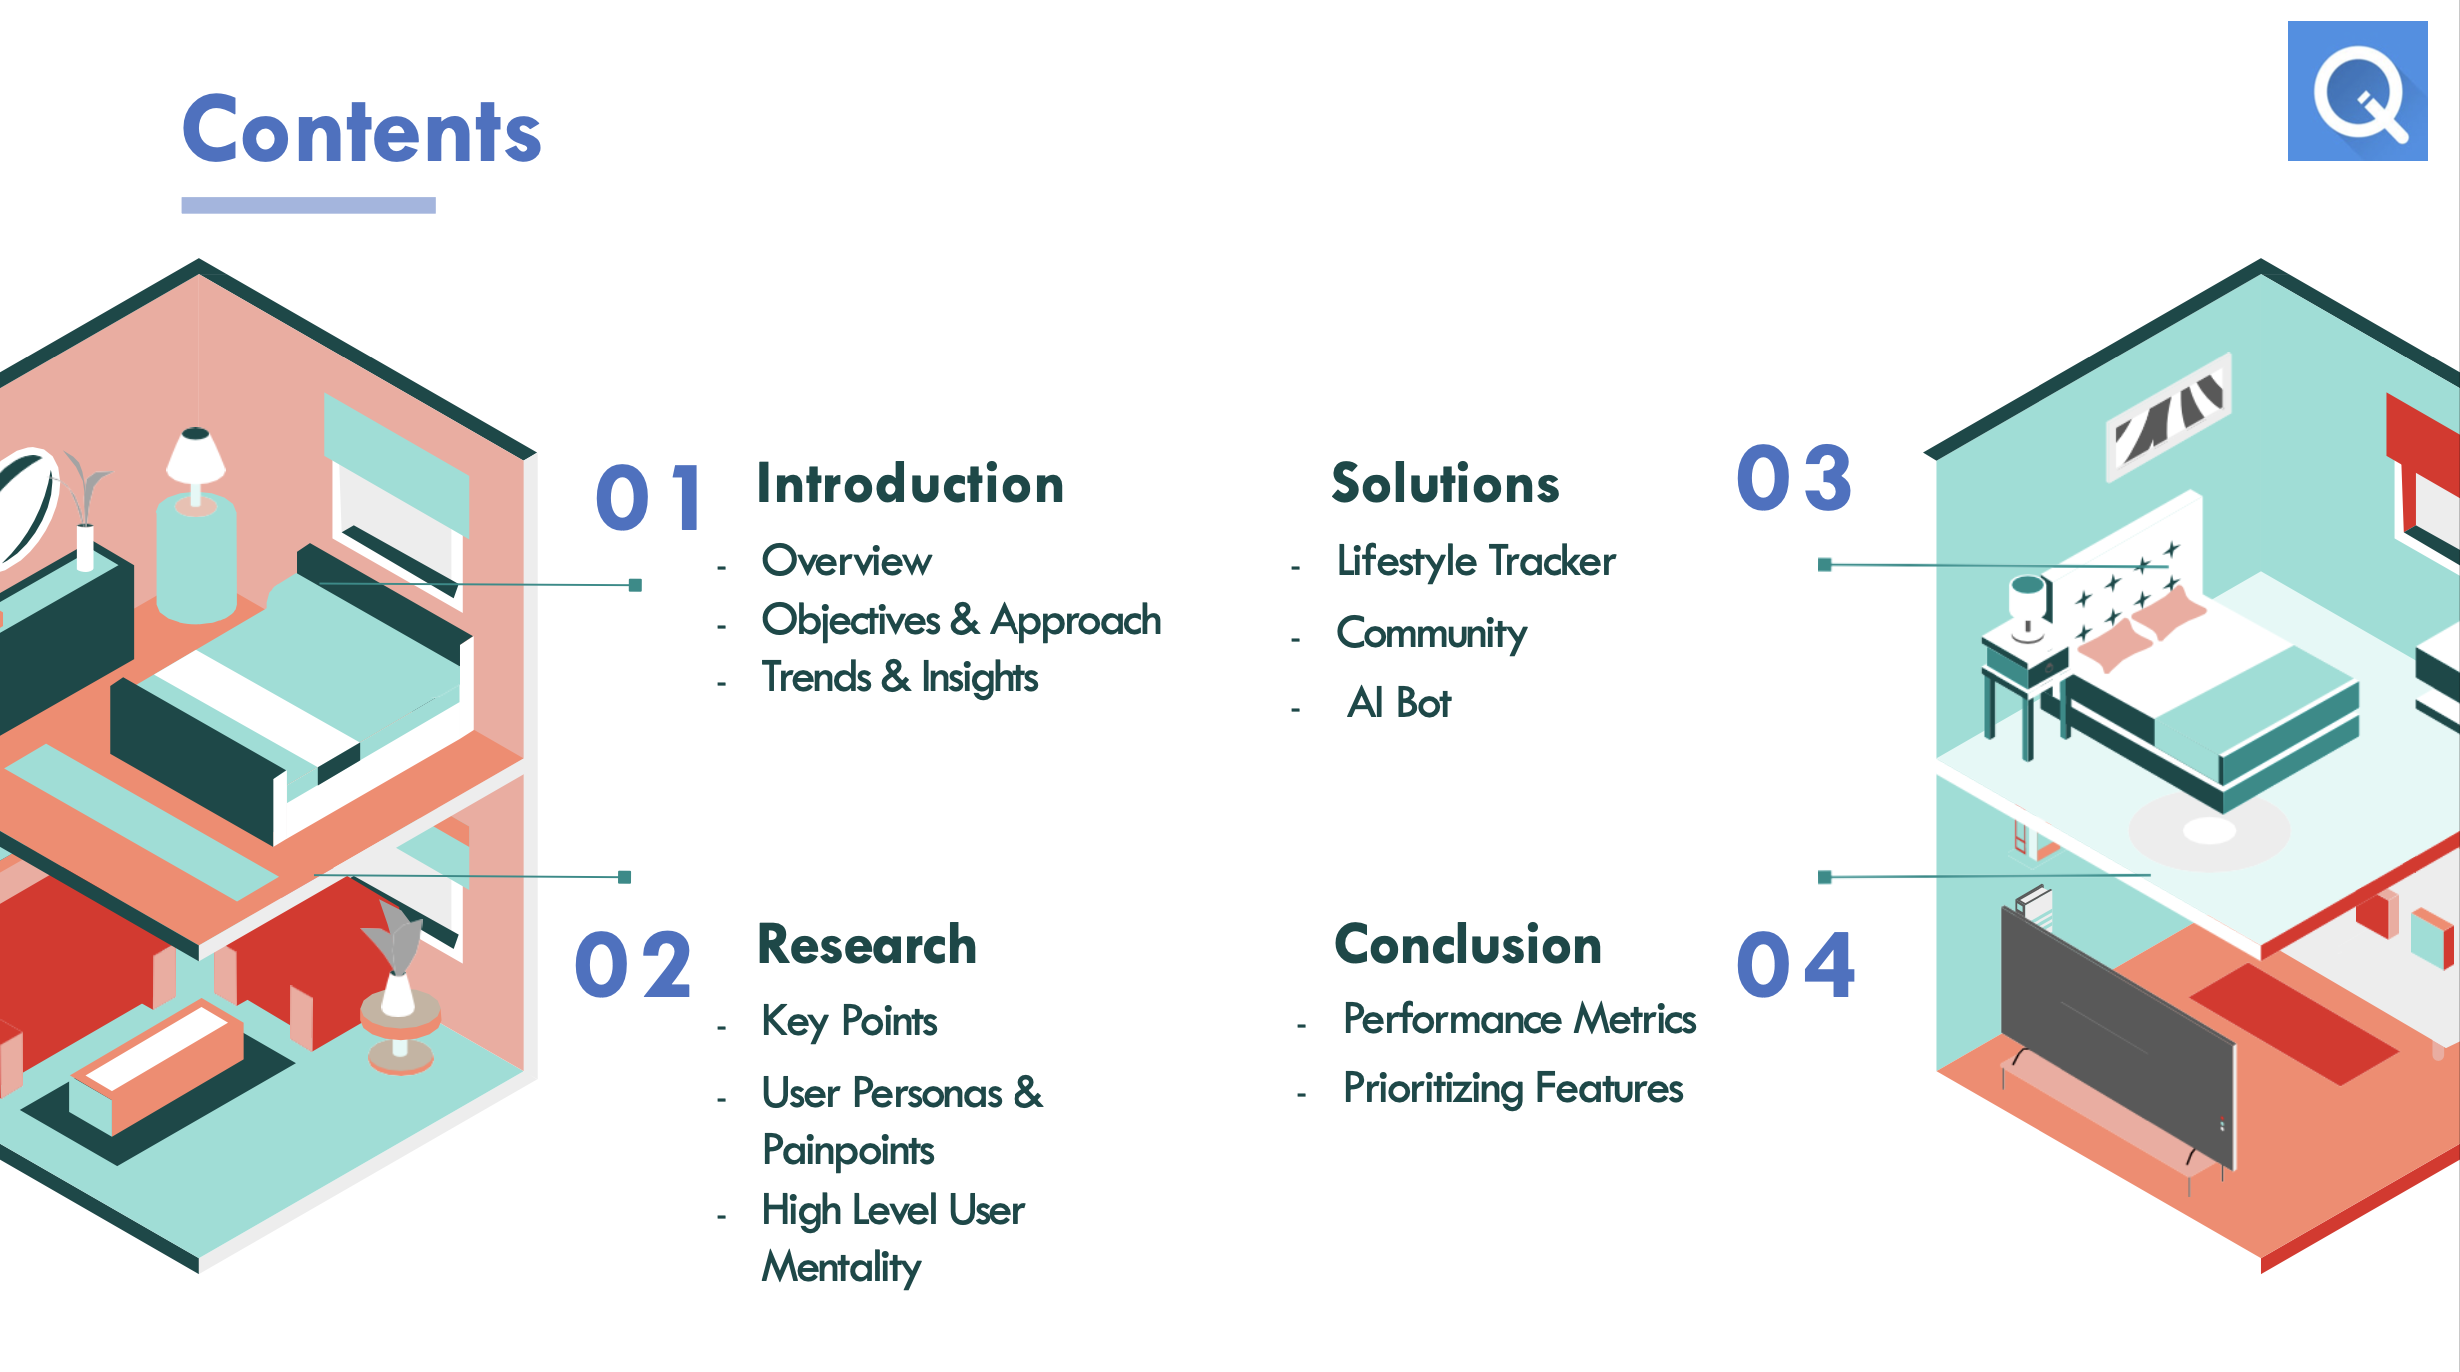 Contents
01
Introduction
- Overview
- Objectives & Approach
- Trends & Insights
02
Research
- Key Points
- User Personas &
Painpoints
- High Level User
Mentality
03
Solutions
- Lifestyle Tracker
- Community
- AI Bot
04
Conclusion
- Performance Metrics
- Prioritizing Features